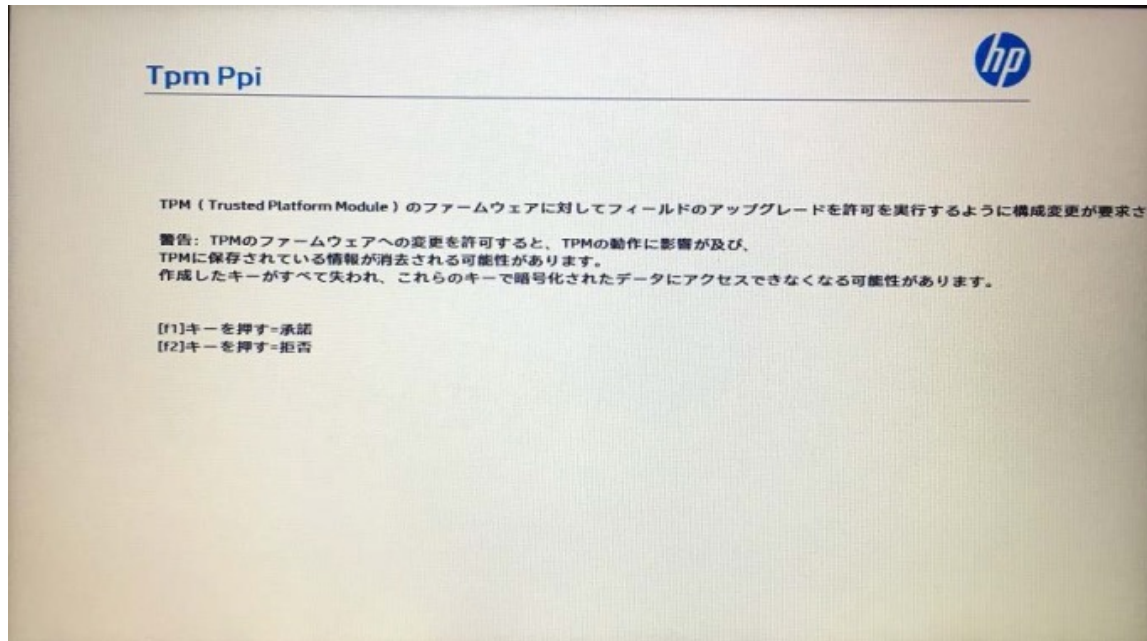 hp
Tpm Ppi
TPM ( Trusted Platform Module ) のファームウェアに対してフィールドのアップグレードを許可を実行するように構成変更が要求さ
警告: TPMのファームウェアへの変更を許可すると、TPMの動作に影響が及び、
TPMに保存されている情報が消去される可能性があります。
作成したキーがすべて失われ、これらのキーで暗号化されたデータにアクセスできなくなる可能性があります。
[f1]キーを押す=承諾
[f2]キーを押す=拒否